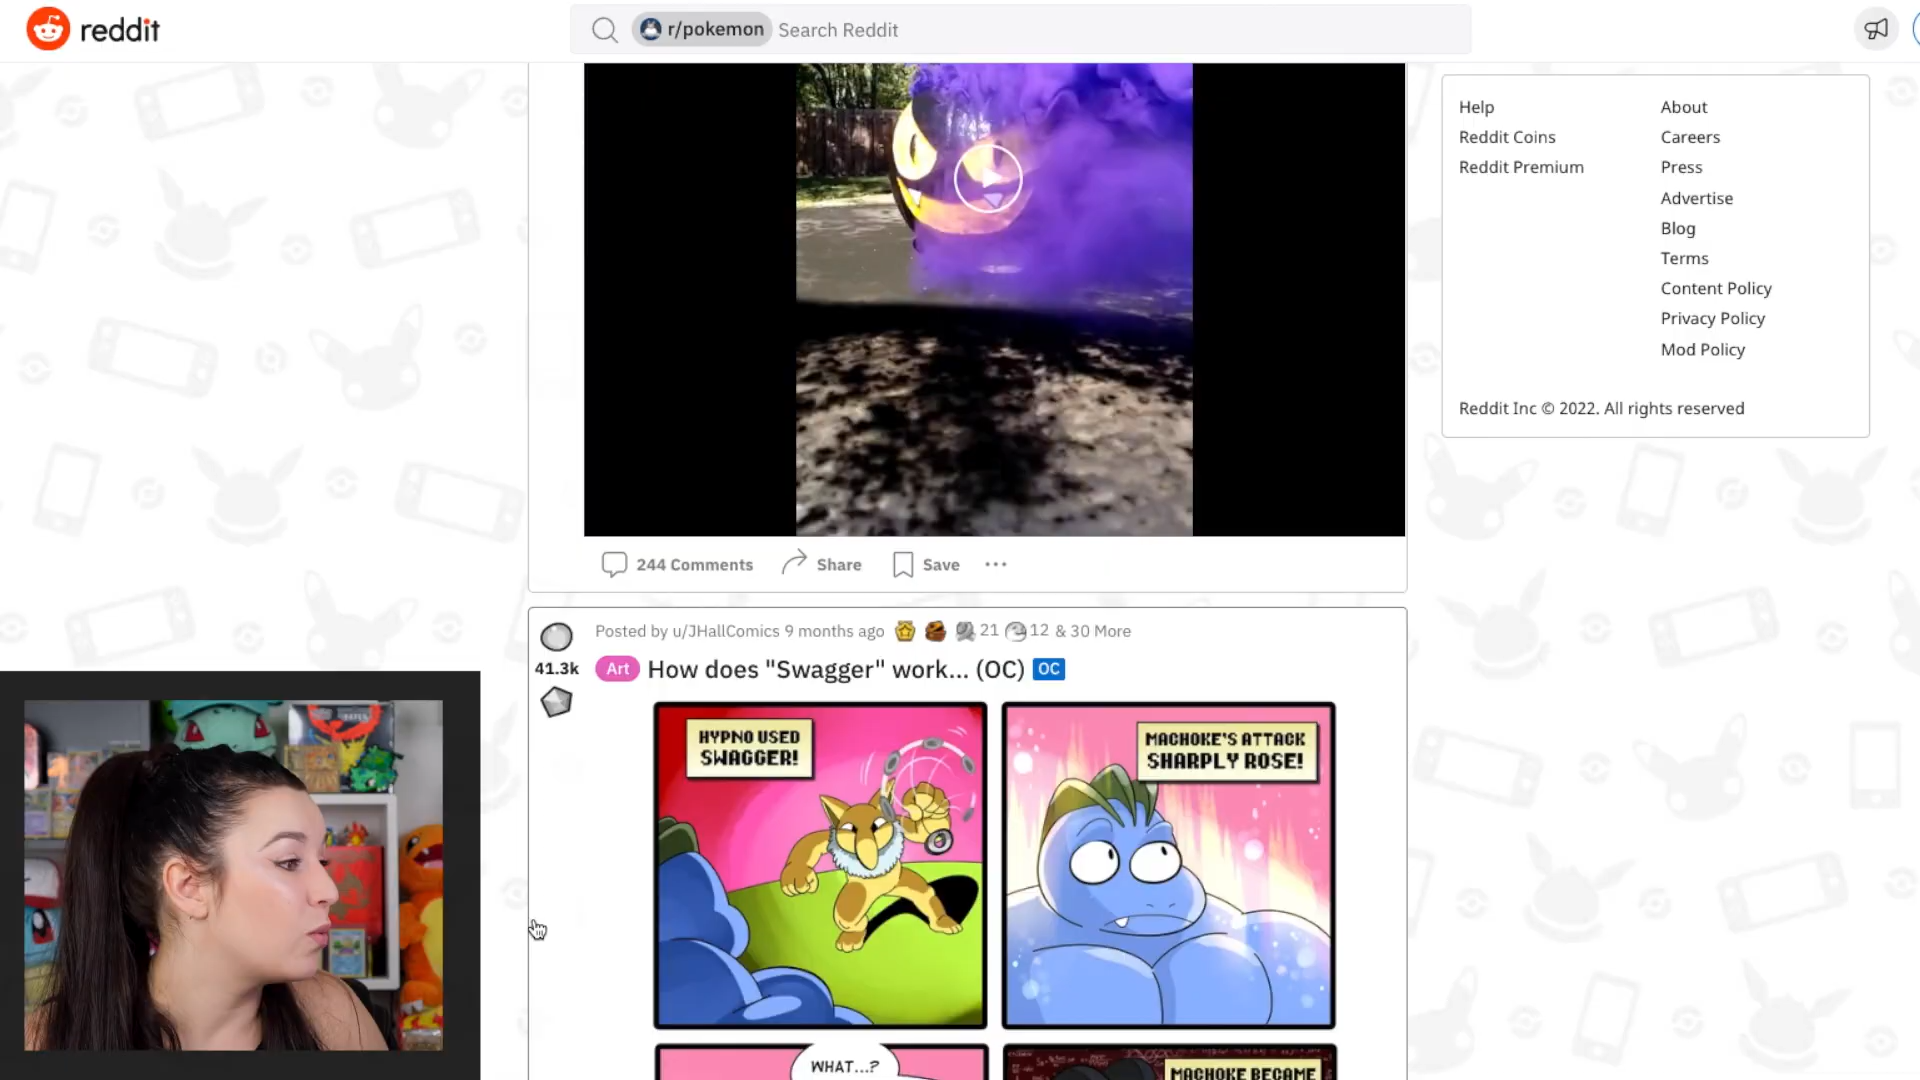 reddit
r/pokemon Search Reddit
Help
About
Reddit Coins
Careers
Reddit Premium
Press
Advertise
Blog
Terms
Content Policy
Privacy Policy
Mod Policy
Reddit Inc © 2022. All rights reserved
244 Comments Share Save
Posted by u/JHallComics 9 months ago 21 12 & 30 More
41.3k
Art How does "Swagger" work... (OC) OC
HYPNO USED
SWAGGER!
MACHOKE'S ATTACK
SHARPLY ROSE!
WHAT...?
MACHOKE BECAME